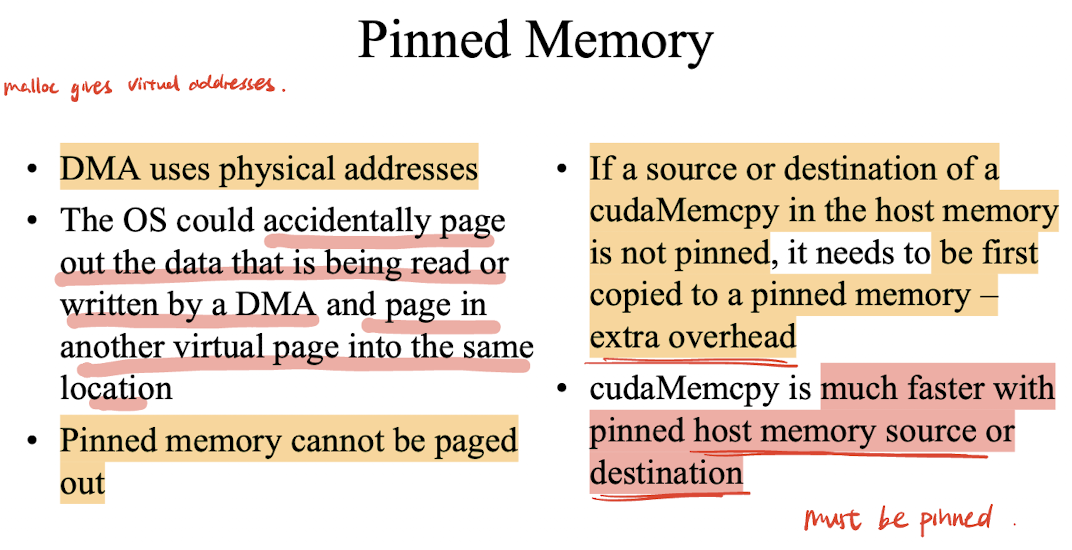 Pinned Memory
malloc gives virtual addresses.
• DMA uses physical addresses
• The OS could accidentally page
out the data that is being read or
written by a DMA and page in
another virtual page into the same
location
• Pinned memory cannot be paged
out
• If a source or destination of a
cudaMemcpy in the host memory
is not pinned, it needs to be first
copied to a pinned memory –
extra overhead
• cudaMemcpy is much faster with
pinned host memory source or
destination
must be pinned.